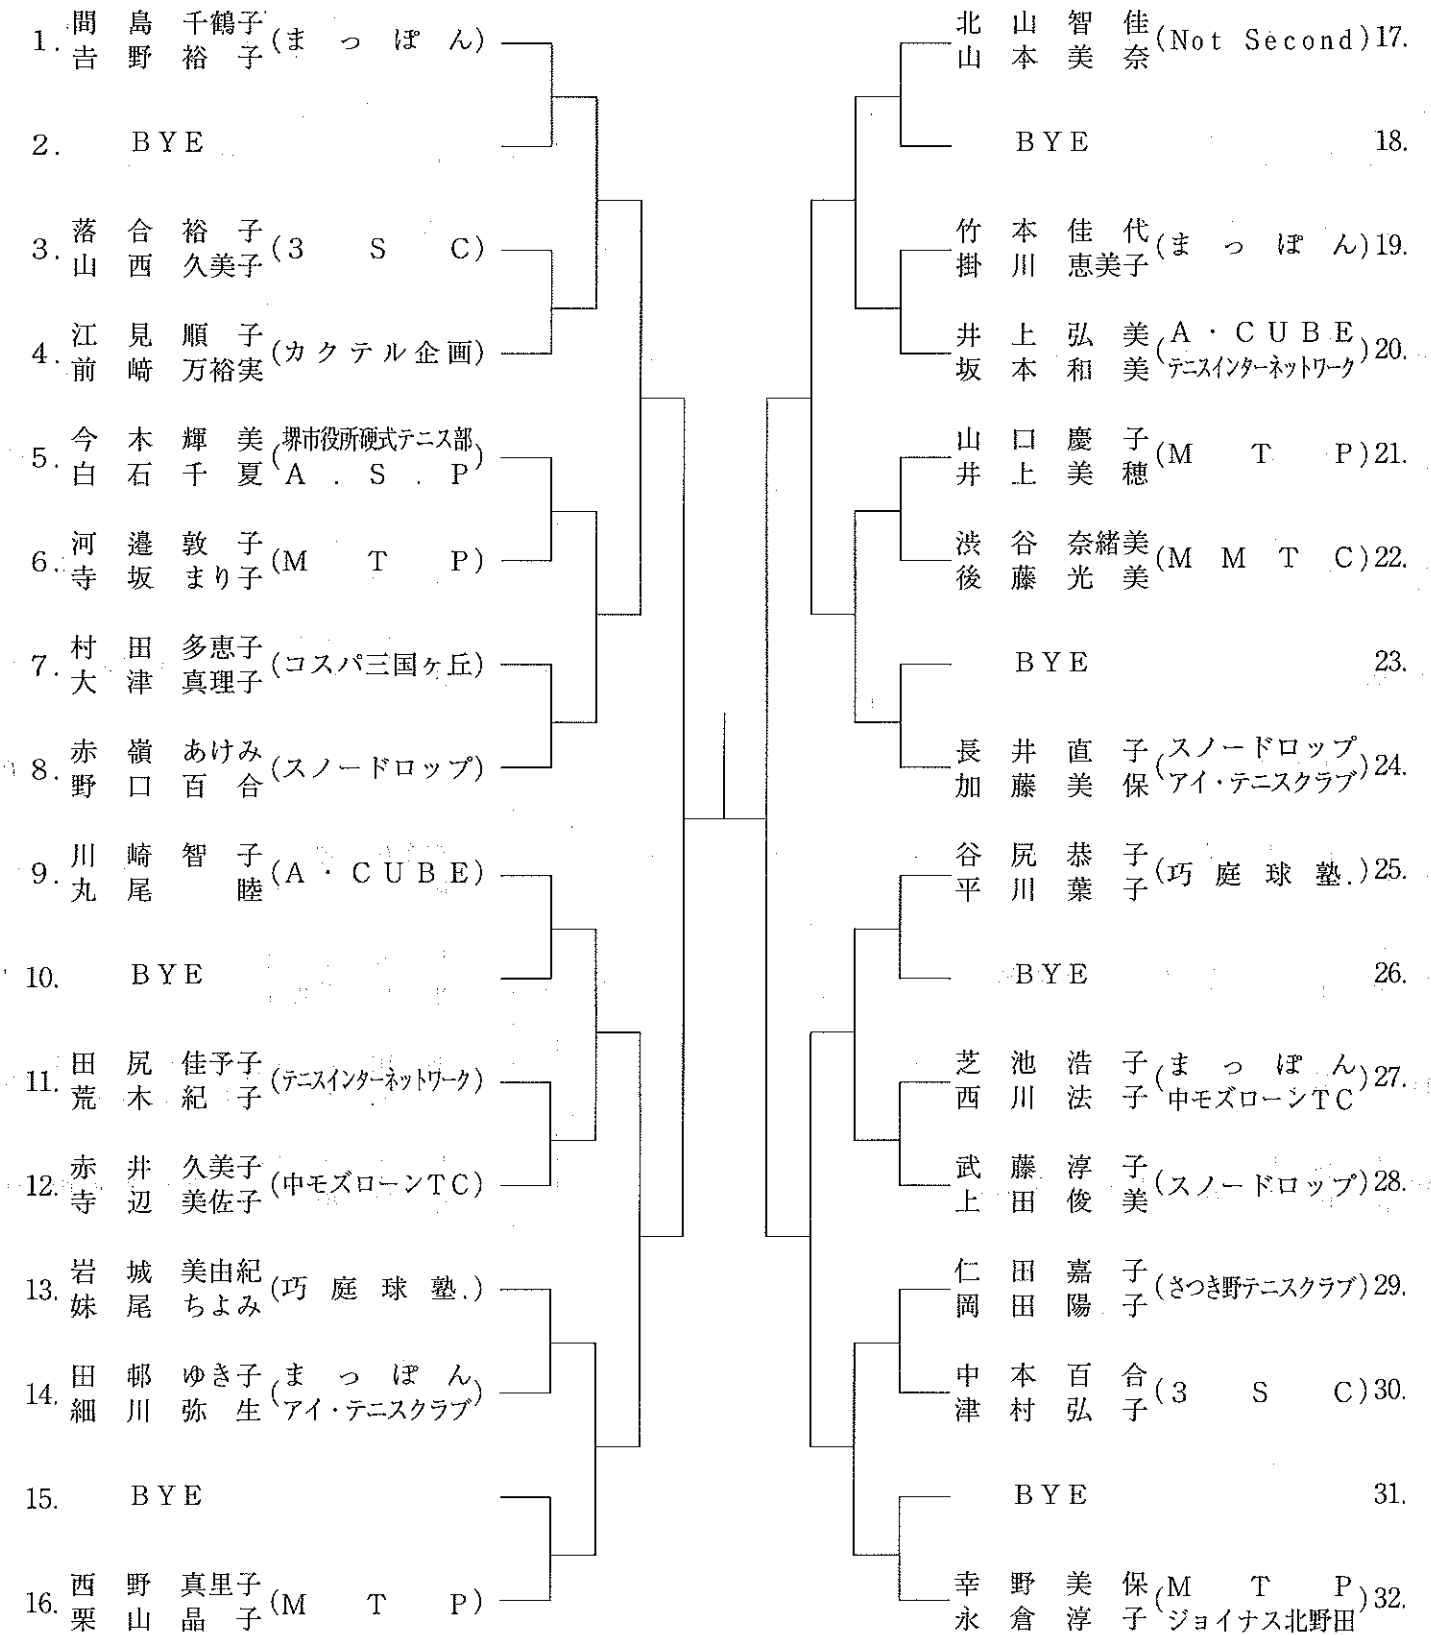 1. 間島 千鶴子 (まっぽん)
吉野 裕子
2. BYE
3. 落合 裕子 (3SC)
山西 久美子
4. 江見 順子 (カクテル企画)
前﨑 万裕実
5. 今木 輝美 (堺市役所硬式テニス部
白石 千夏 A.S.P)
6. 河邉 敦子 (MTP)
寺坂 まり子
7. 村田 多恵子 (コスパ三国ヶ丘)
大津 真理子
8. 赤嶺 あけみ (スノードロップ)
野口 百合
9. 川崎 智子 (A・CUBE)
丸尾 睦
10. BYE
11. 田尻 佳予子 (テニスインターネットワーク)
荒木 紀子
12. 赤井 久美子 (中モズローンTC)
寺辺 美佐子
13. 岩城 美由紀 (巧庭球塾.)
妹尾 ちよみ
14. 田邨 ゆき子 (まっぽん
細川 弥生 アイ・テニスクラブ)
15. BYE
16. 西野 真里子 (MTP)
栗山 晶子
北山 智佳 (Not Second) 17.
山本 美奈
BYE 18.
竹本 佳代 (まっぽん) 19.
掛川 恵美子
井上 弘美 (A・CUBE
坂本 和美 テニスインターネットワーク) 20.
山口 慶子 (MTP) 21.
井上 美穂
渋谷 奈緒美 (MMTC) 22.
後藤 光美
BYE 23.
長井 直子 (スノードロップ
加藤 美保 アイ・テニスクラブ) 24.
谷尻 恭子 (巧庭球塾.) 25.
平川 葉子
BYE 26.
芝池 浩子 (まっぽん
西川 法子 中モズローンTC) 27.
武藤 淳子 (スノードロップ) 28.
上田 俊美
仁田 嘉子 (さつき野テニスクラブ) 29.
岡田 陽子
中本 百合 (3SC) 30.
津村 弘子
BYE 31.
幸野 美保 (MTP
永倉 淳子 ジョイナス北野田) 32.